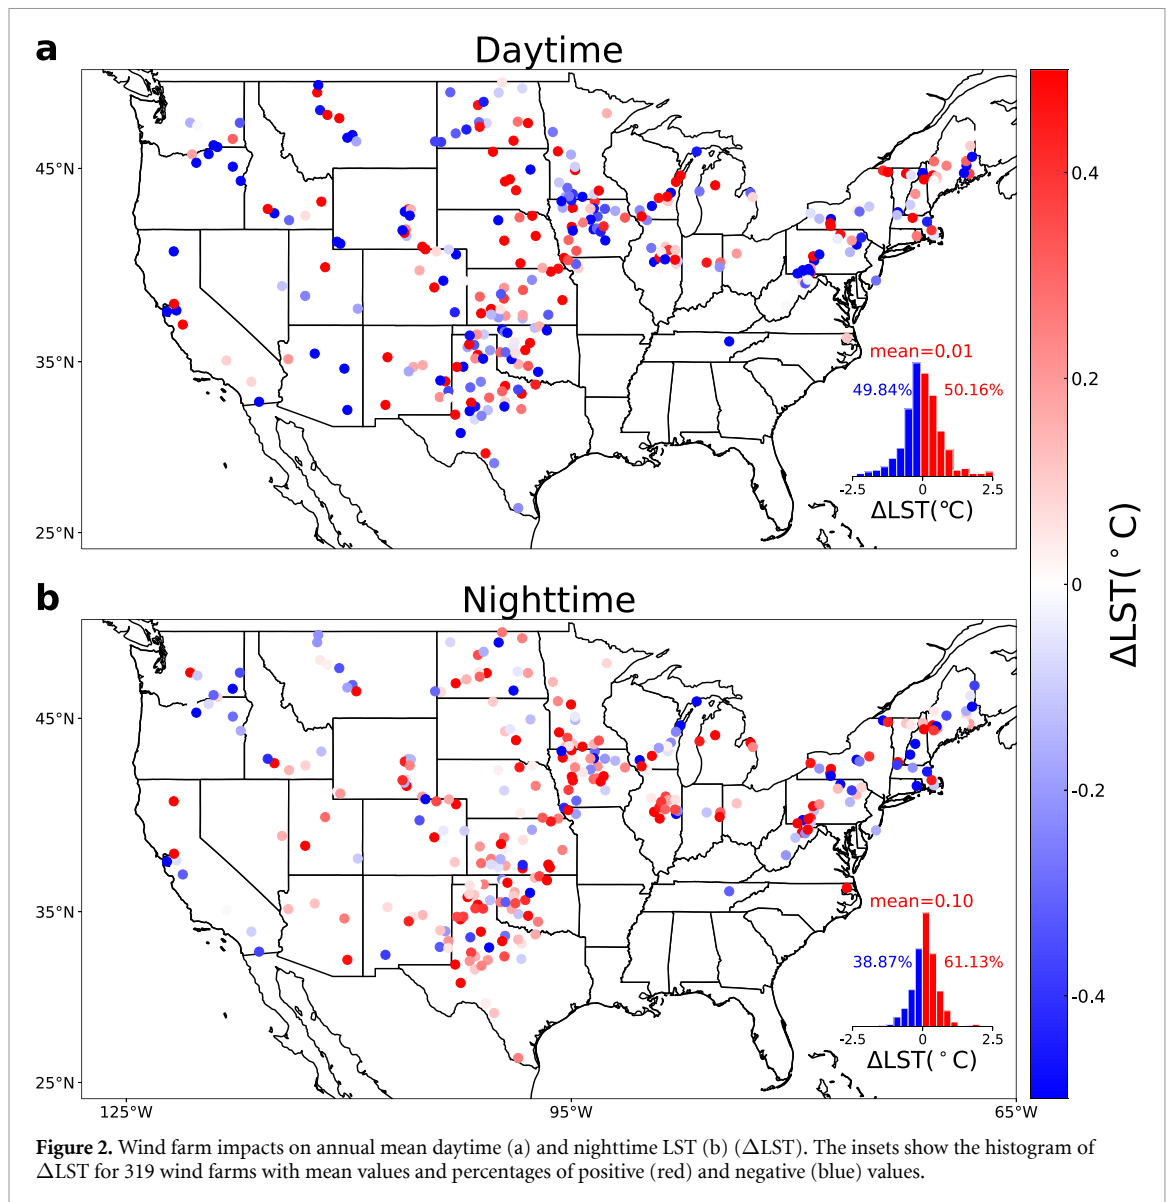 a
Daytime
45°N
35°N
25°N
mean=0.01
49.84%
50.16%
-2.5
0
2.5
ΔLST(°C)
b
Nighttime
45°N
35°N
25°N
mean=0.10
38.87%
61.13%
-2.5
0
2.5
ΔLST(°C)
125°W
95°W
65°W
0.4
0.2
0
-0.2
-0.4
ΔLST(°C)
Figure 2. Wind farm impacts on annual mean daytime (a) and nighttime LST (b) (ΔLST). The insets show the histogram of
ΔLST for 319 wind farms with mean values and percentages of positive (red) and negative (blue) values.